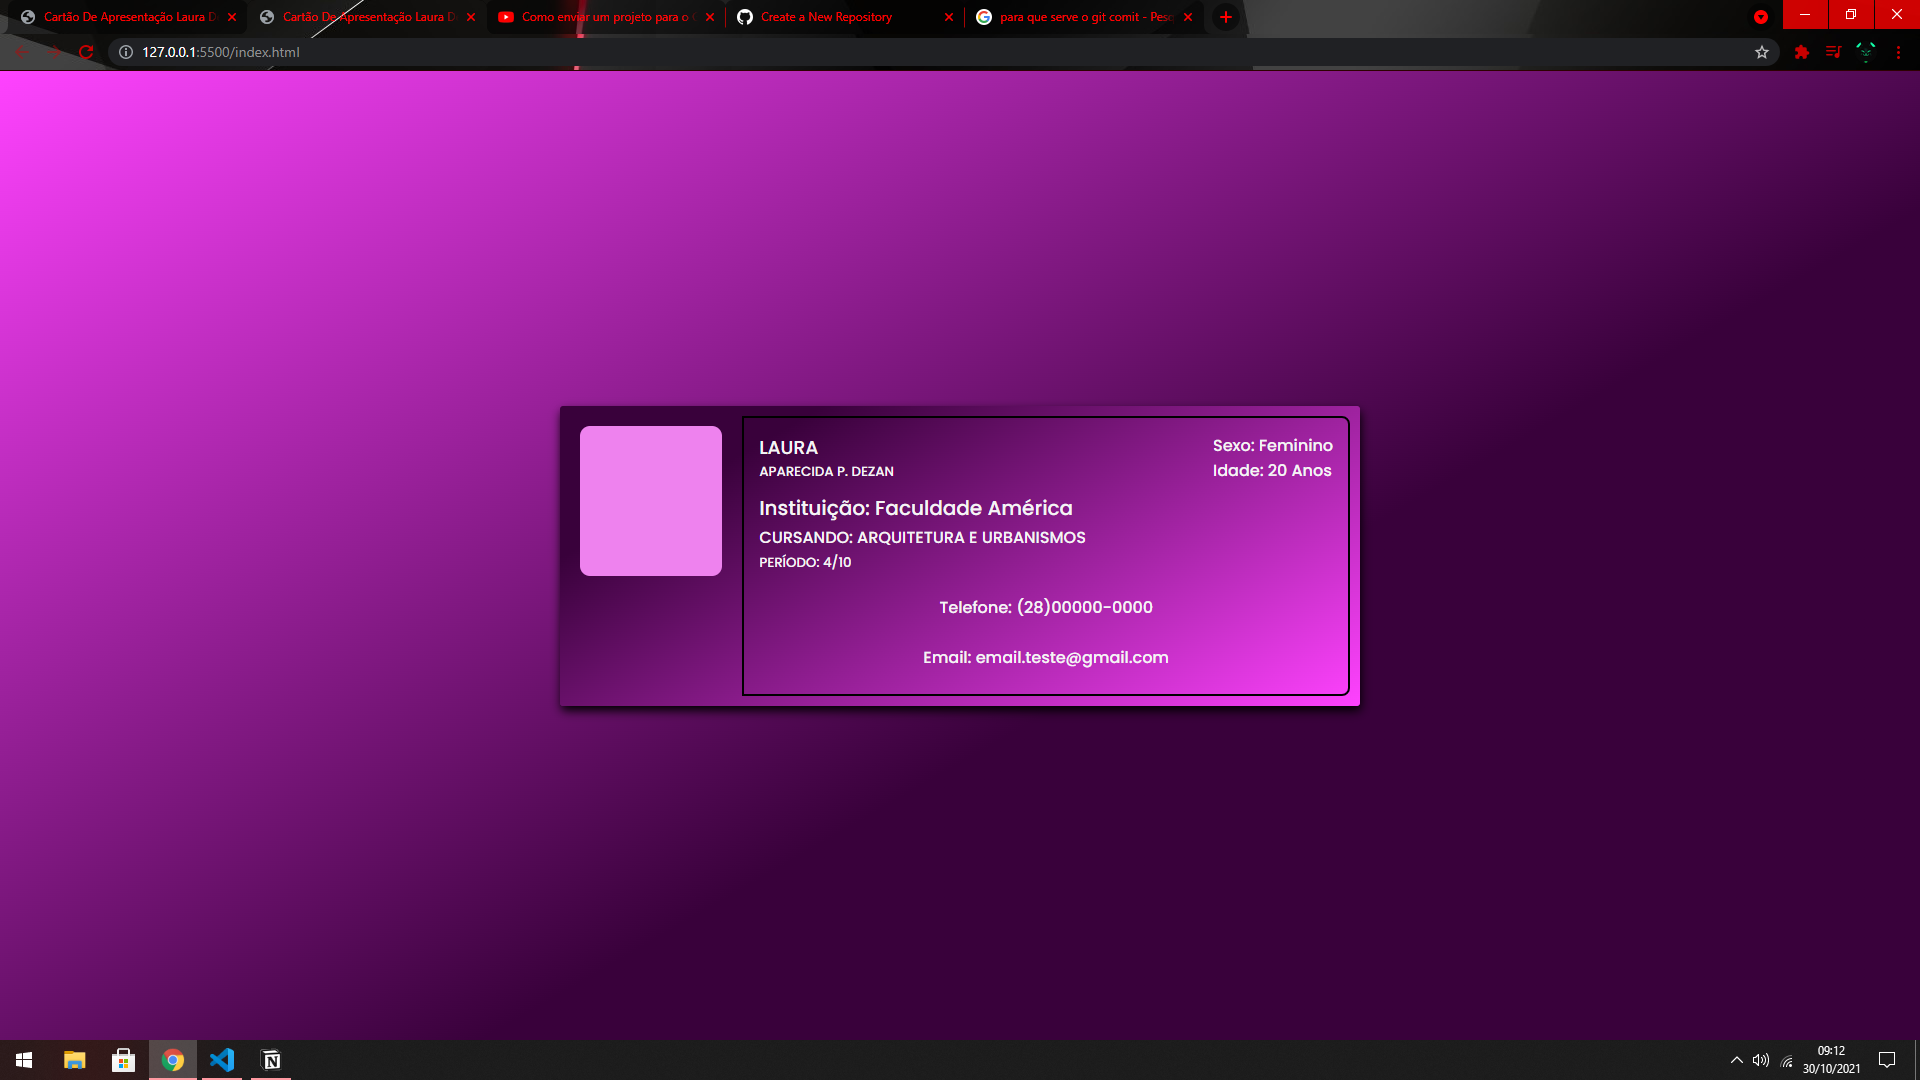 Cartão De Apresentação Laura D
Cartão De Apresentação Laura D
Como enviar um projeto para o
Create a New Repository
para que serve o git comit - Pesq
127.0.0.1:5500/index.html
LAURA
APARECIDA P. DEZAN
Sexo: Feminino
Idade: 20 Anos
Instituição: Faculdade América
CURSANDO: ARQUITETURA E URBANISMOS
PERÍODO: 4/10
Telefone: (28)00000-0000
Email: email.teste@gmail.com
09:12
30/10/2021